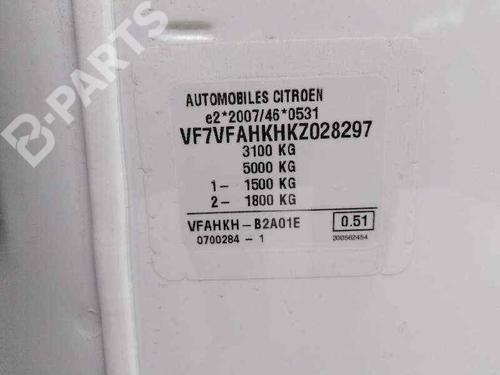 B-PARTS
AUTOMOBILES CITROEN
e2*2007/46*0531
VF7VFAHKHKZ028297
3100 KG
5000 KG
1- 1500 KG
2- 1800 KG
VFAHKH-B2A01E 0.51
0700284 - 1 200562454